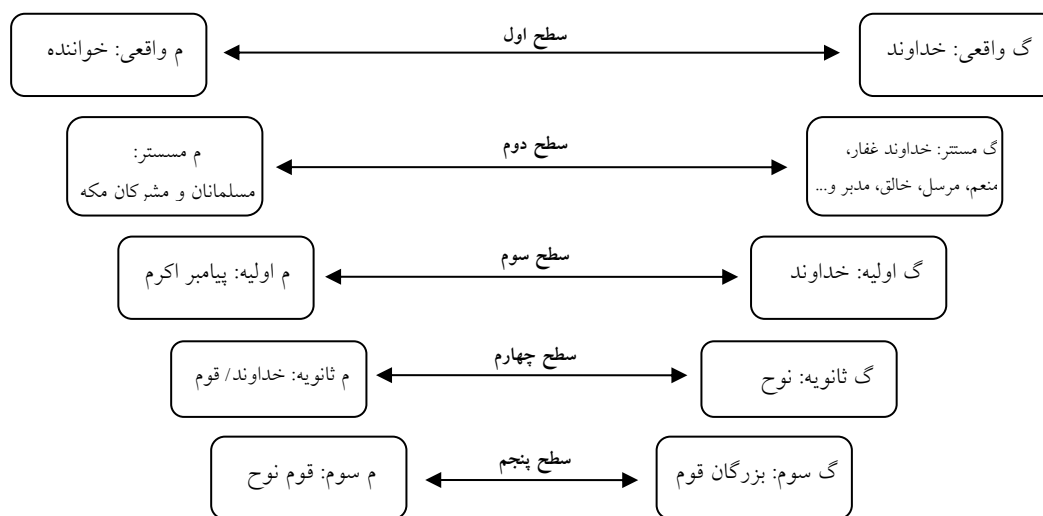 سطح اول
گ واقعی: خداوند
م واقعی: خواننده
سطح دوم
گ مستتر: خداوند غفار،
منعم، مرسل، خالق، مدبر و...
م مسستر:
مسلمانان و مشرکان مکه
سطح سوم
گ اولیه: خداوند
م اولیه: پیامبر اکرم
سطح چهارم
گ ثانویه: نوح
م ثانویه: خداوند/ قوم
سطح پنجم
گ سوم: بزرگان قوم
م سوم: قوم نوح